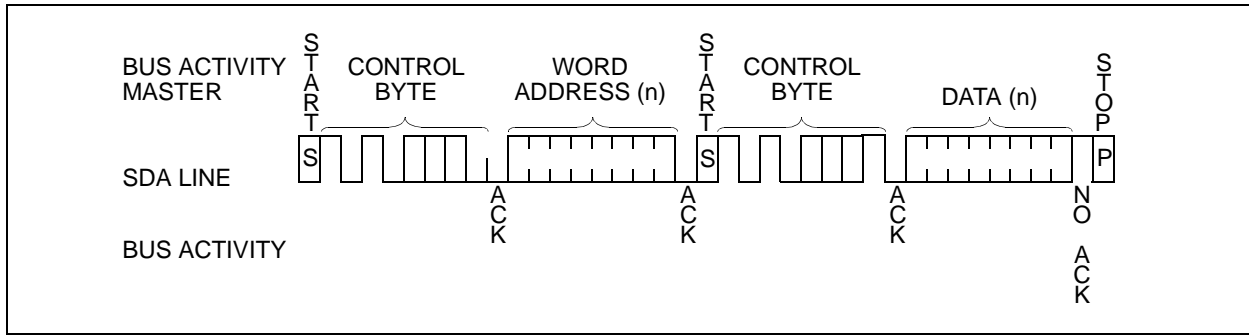 BUS ACTIVITY
MASTER
START
CONTROL
BYTE
WORD
ADDRESS (n)
START
CONTROL
BYTE
DATA (n)
STOP
SDA LINE
S
S
P
BUS ACTIVITY
ACK
ACK
ACK
NO ACK